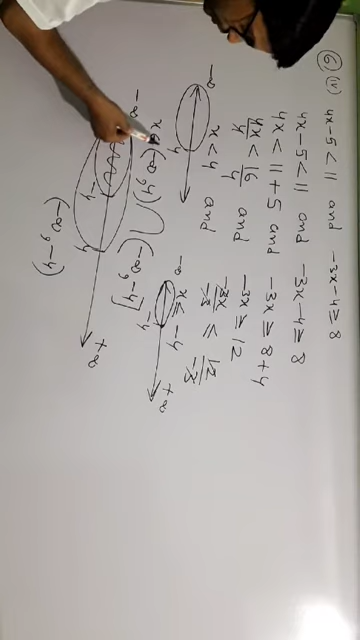 6) (iv) 4x-5<11 and -3x-4≥8
4x-5<11 and -3x-4≥8
4x<11+5 and -3x≥8+4
4x/4<16/4 and -3x≥12
-3x/-3≤12/-3
x<4 and x≤-4
-∞ 4 -∞ -4 +∞
(-∞,4)∩(-∞,-4]
-∞ -4 4 +∞
(-∞,-4)